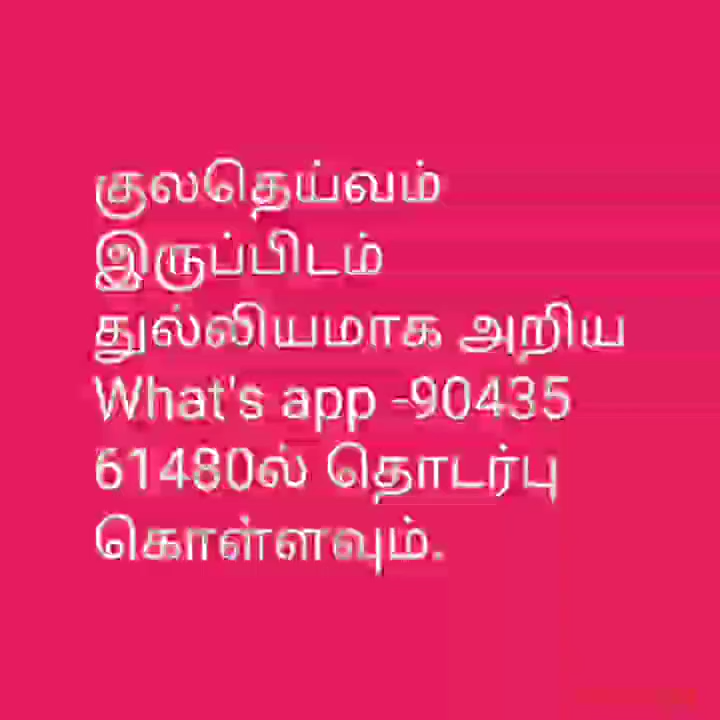 குலதெய்வம்
இருப்பிடம்
துல்லியமாக அறிய
What's app -90435
61480ல் தொடர்பு
கொள்ளவும்.